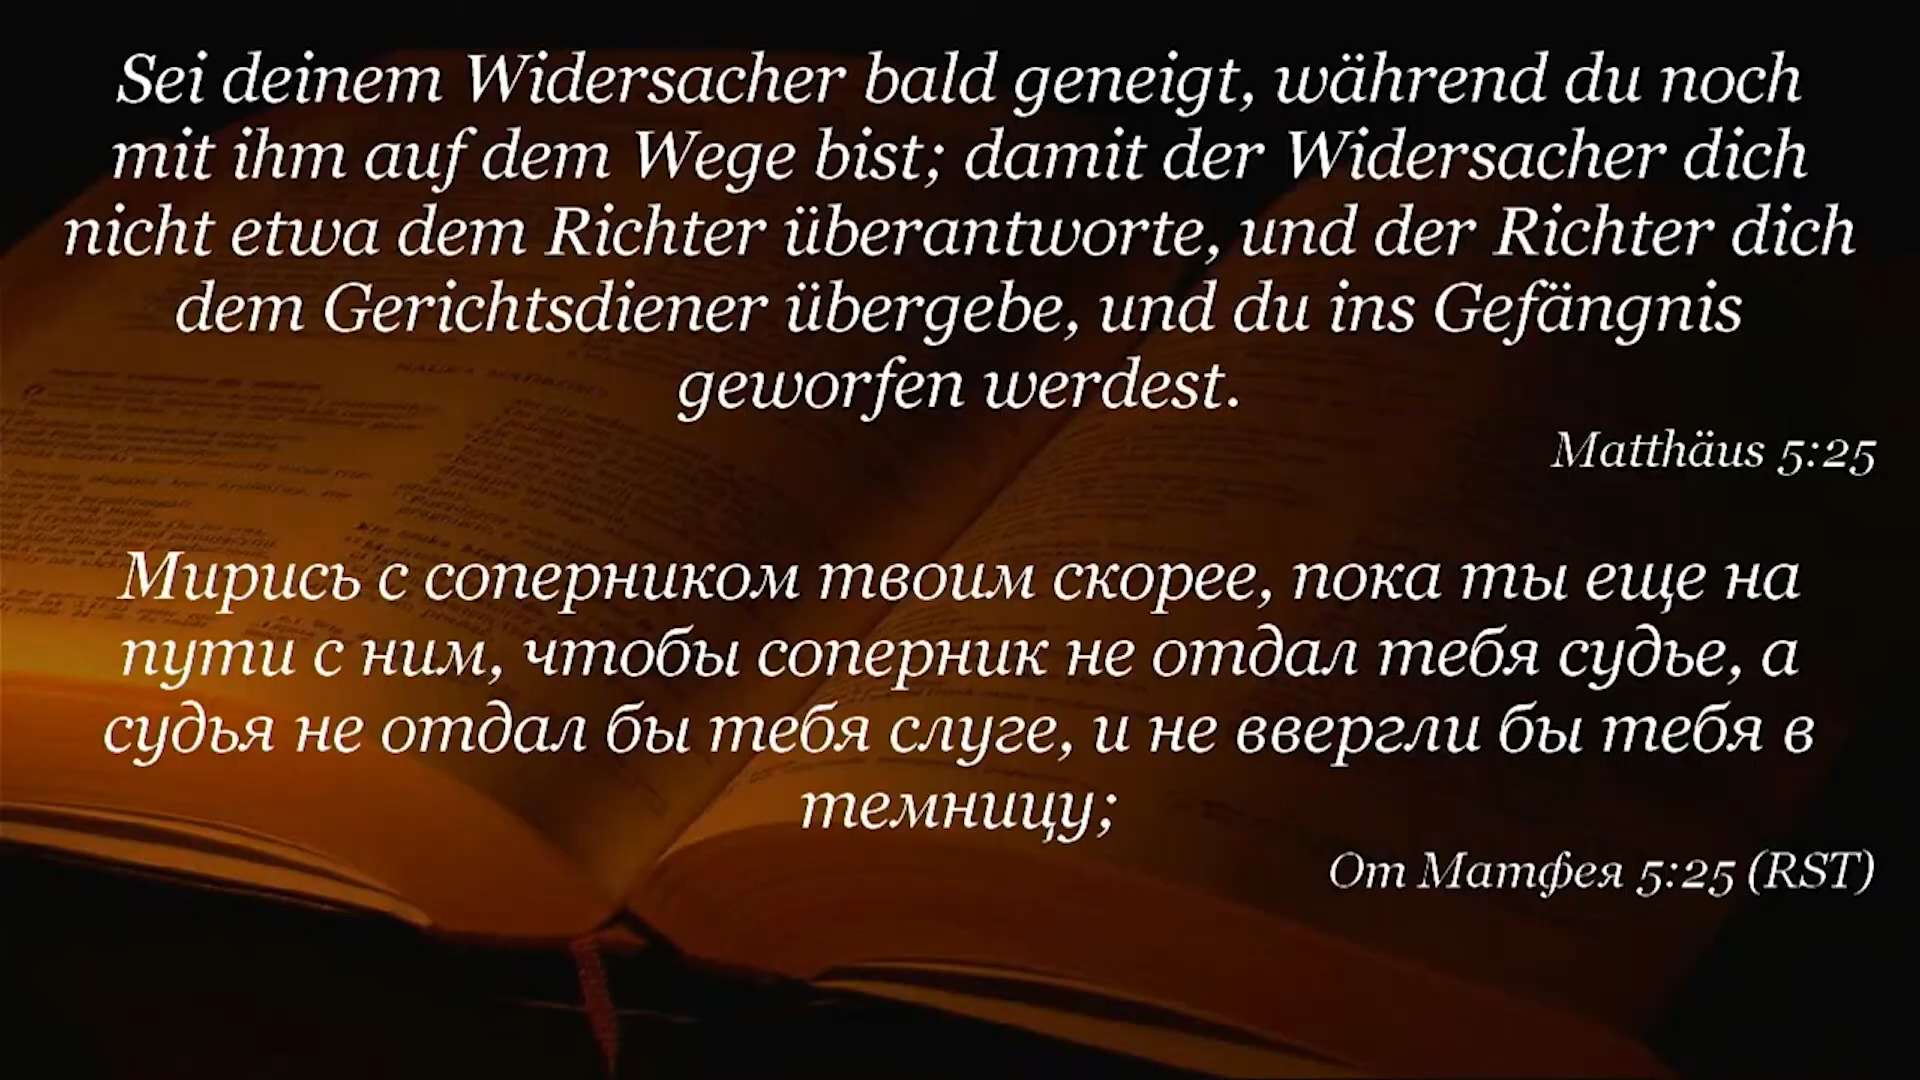 Sei deinem Widersacher bald geneigt, während du noch
mit ihm auf dem Wege bist; damit der Widersacher dich
nicht etwa dem Richter überantworte, und der Richter dich
dem Gerichtsdiener übergebe, und du ins Gefängnis
geworfen werdest.
Matthäus 5:25
Мирись с соперником твоим скорее, пока ты еще на
пути с ним, чтобы соперник не отдал тебя судье, а
судья не отдал бы тебя слуге, и не ввергли бы тебя в
темницу;
От Матфея 5:25 (RST)